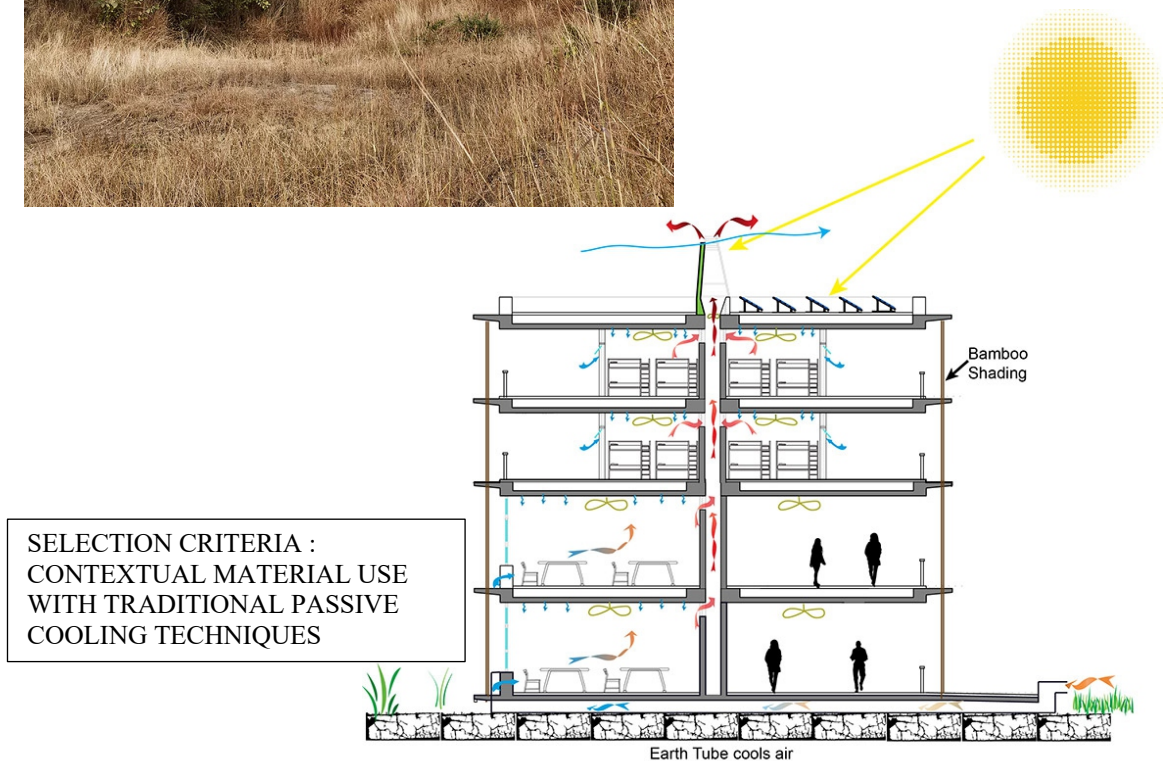 Bamboo
Shading
SELECTION CRITERIA :
CONTEXTUAL MATERIAL USE
WITH TRADITIONAL PASSIVE
COOLING TECHNIQUES
Earth Tube cools air